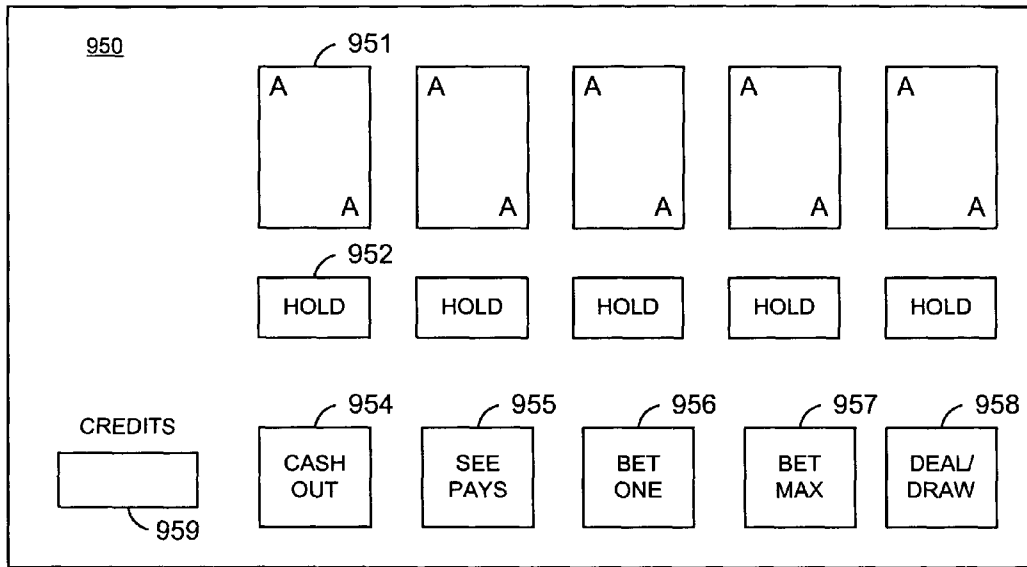 950
951
A A A A A
A A A A A
952
HOLD HOLD HOLD HOLD HOLD
954 955 956 957 958
CREDITS
CASH OUT
SEE PAYS
BET ONE
BET MAX
DEAL/ DRAW
959